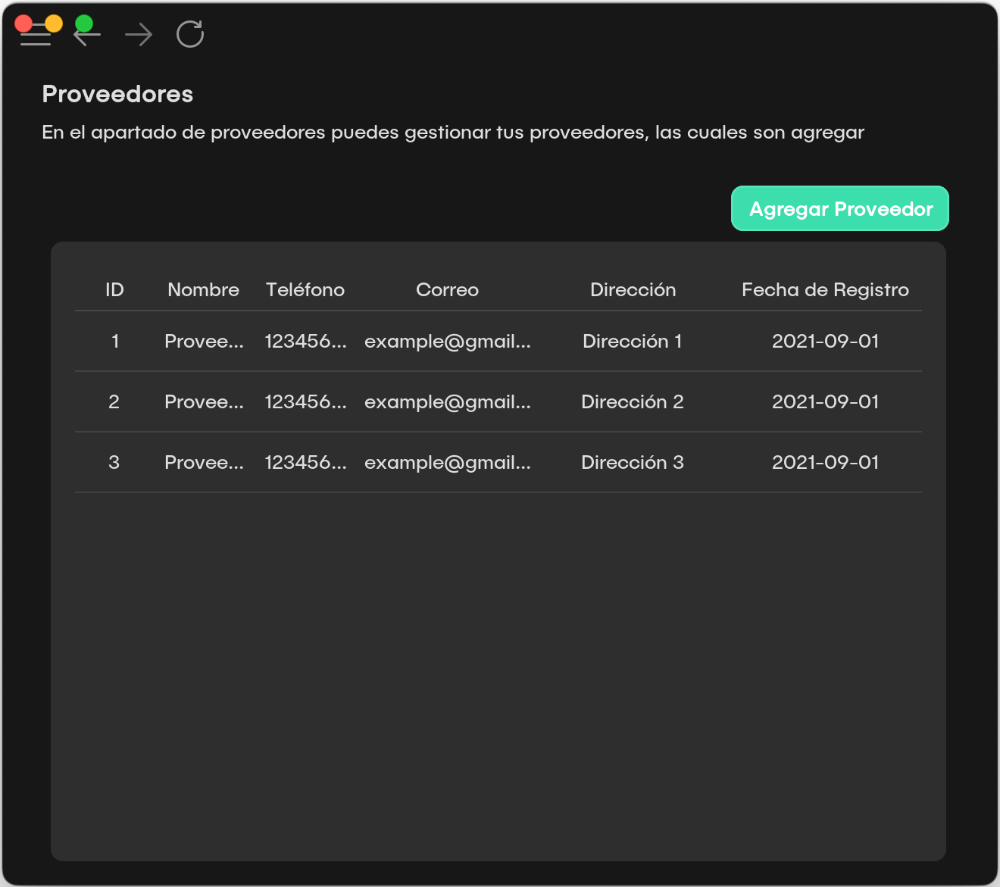 Proveedores
En el apartado de proveedores puedes gestionar tus proveedores, las cuales son agregar
Agregar Proveedor
ID Nombre Teléfono Correo Dirección Fecha de Registro
1 Provee... 123456... example@gmail... Dirección 1 2021-09-01
2 Provee... 123456... example@gmail... Dirección 2 2021-09-01
3 Provee... 123456... example@gmail... Dirección 3 2021-09-01